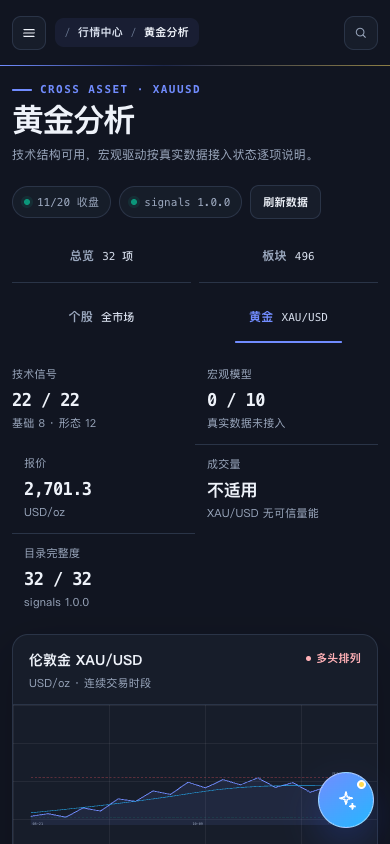 / 行情中心 / 黄金分析
CROSS ASSET · XAUUSD
黄金分析
技术结构可用，宏观驱动按真实数据接入状态逐项说明。
11/20 收盘
signals 1.0.0
刷新数据
总览 32 项
板块 496
个股 全市场
黄金 XAU/USD
技术信号
22 / 22
基础 8 · 形态 12
宏观模型
0 / 10
真实数据未接入
报价
2,701.3
USD/oz
成交量
不适用
XAU/USD 无可信量能
目录完整度
32 / 32
signals 1.0.0
伦敦金 XAU/USD
多头排列
USD/oz · 连续交易时段